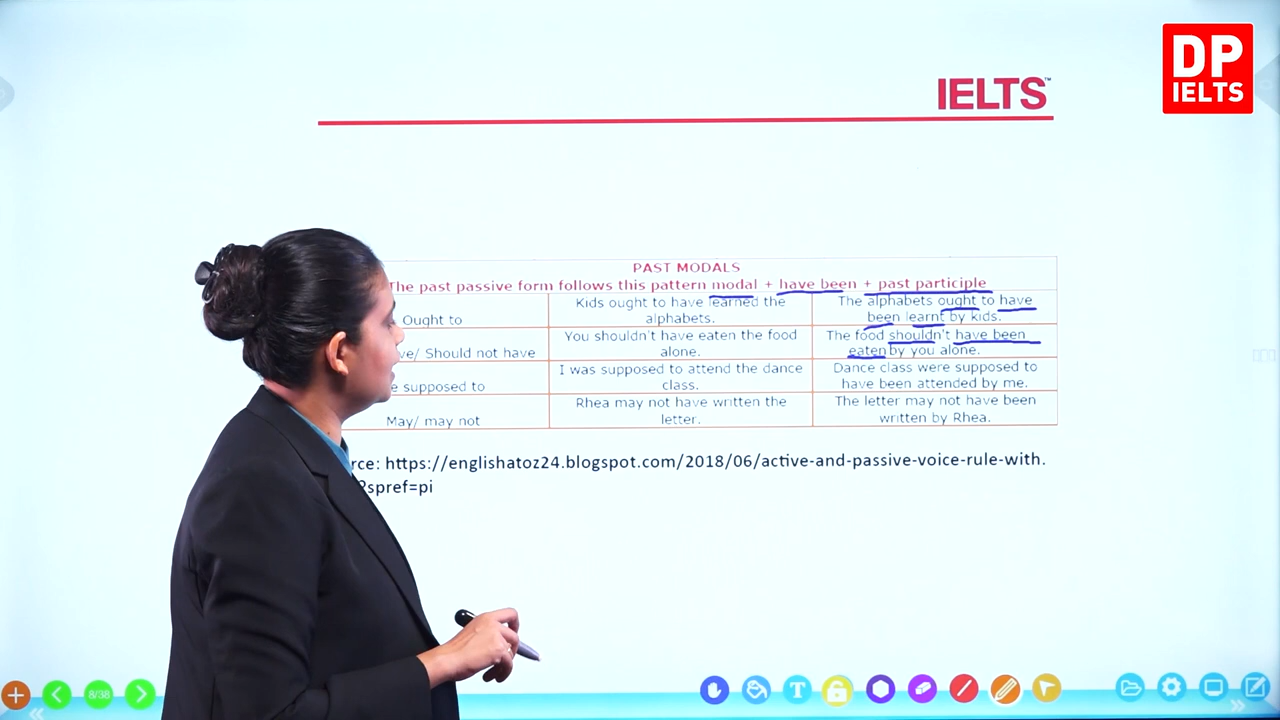 DP
IELTS
IELTS™
PAST MODALS
The past passive form follows this pattern modal + have been + past participle
Ought to
Kids ought to have learned the
alphabets.
The alphabets ought to have
been learnt by kids.
Should not have
You shouldn't have eaten the food
alone.
The food shouldn't have been
eaten by you alone.
supposed to
I was supposed to attend the dance
class.
Dance class were supposed to
have been attended by me.
May/ may not
Rhea may not have written the
letter.
The letter may not have been
written by Rhea.
https://englishatoz24.blogspot.com/2018/06/active-and-passive-voice-rule-with.
?spref=pi
8/38